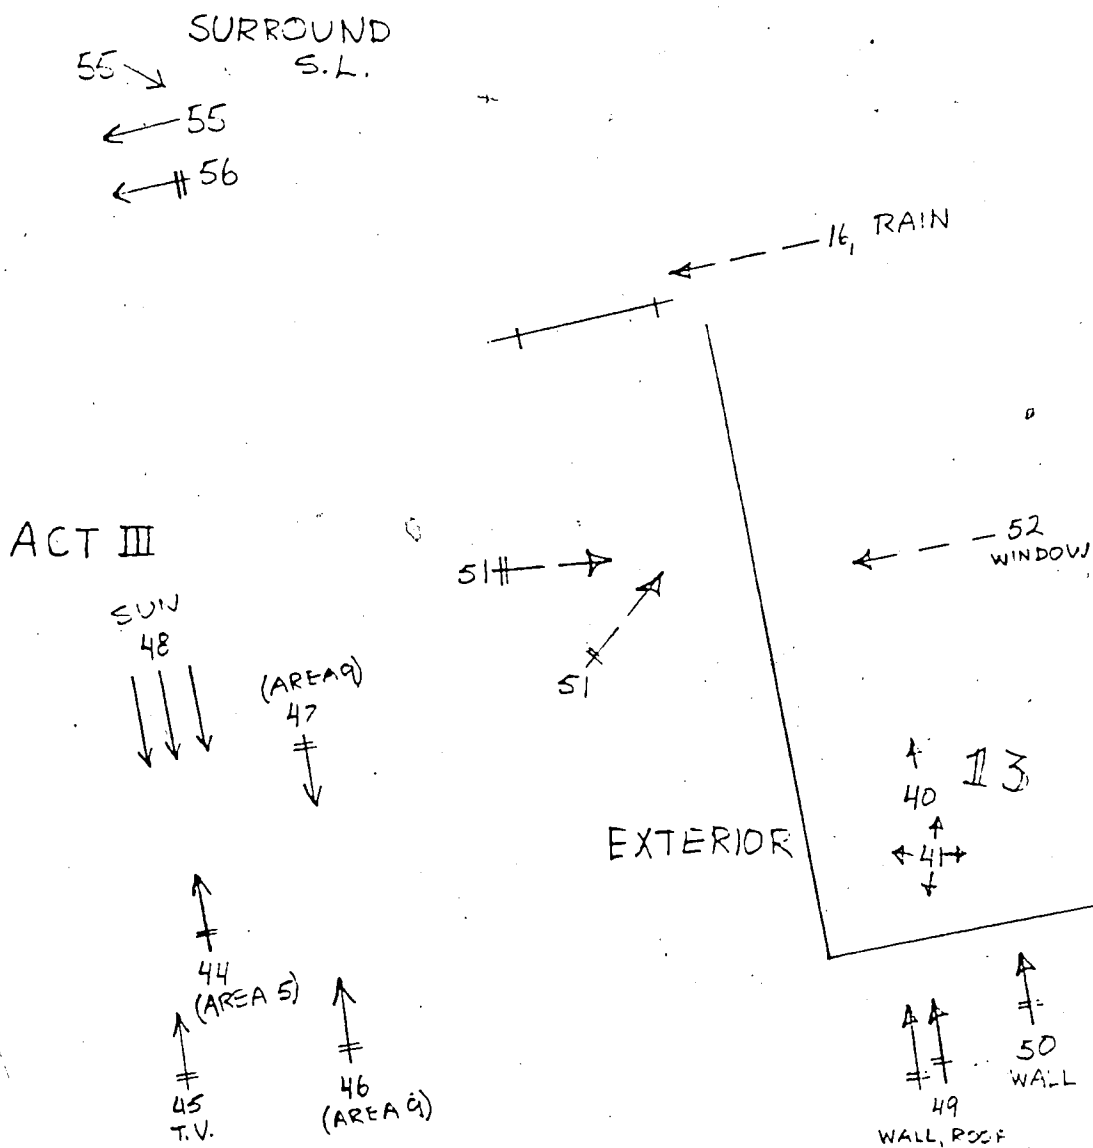 SURROUND
S.L.
55
55
56
16, RAIN
ACT III
51
52
WINDOW
SUN
48
(AREA 9)
47
51
40
13
EXTERIOR
41
44
(AREA 5)
45
T.V.
46
(AREA 9)
49
WALL, ROOF
50
WALL